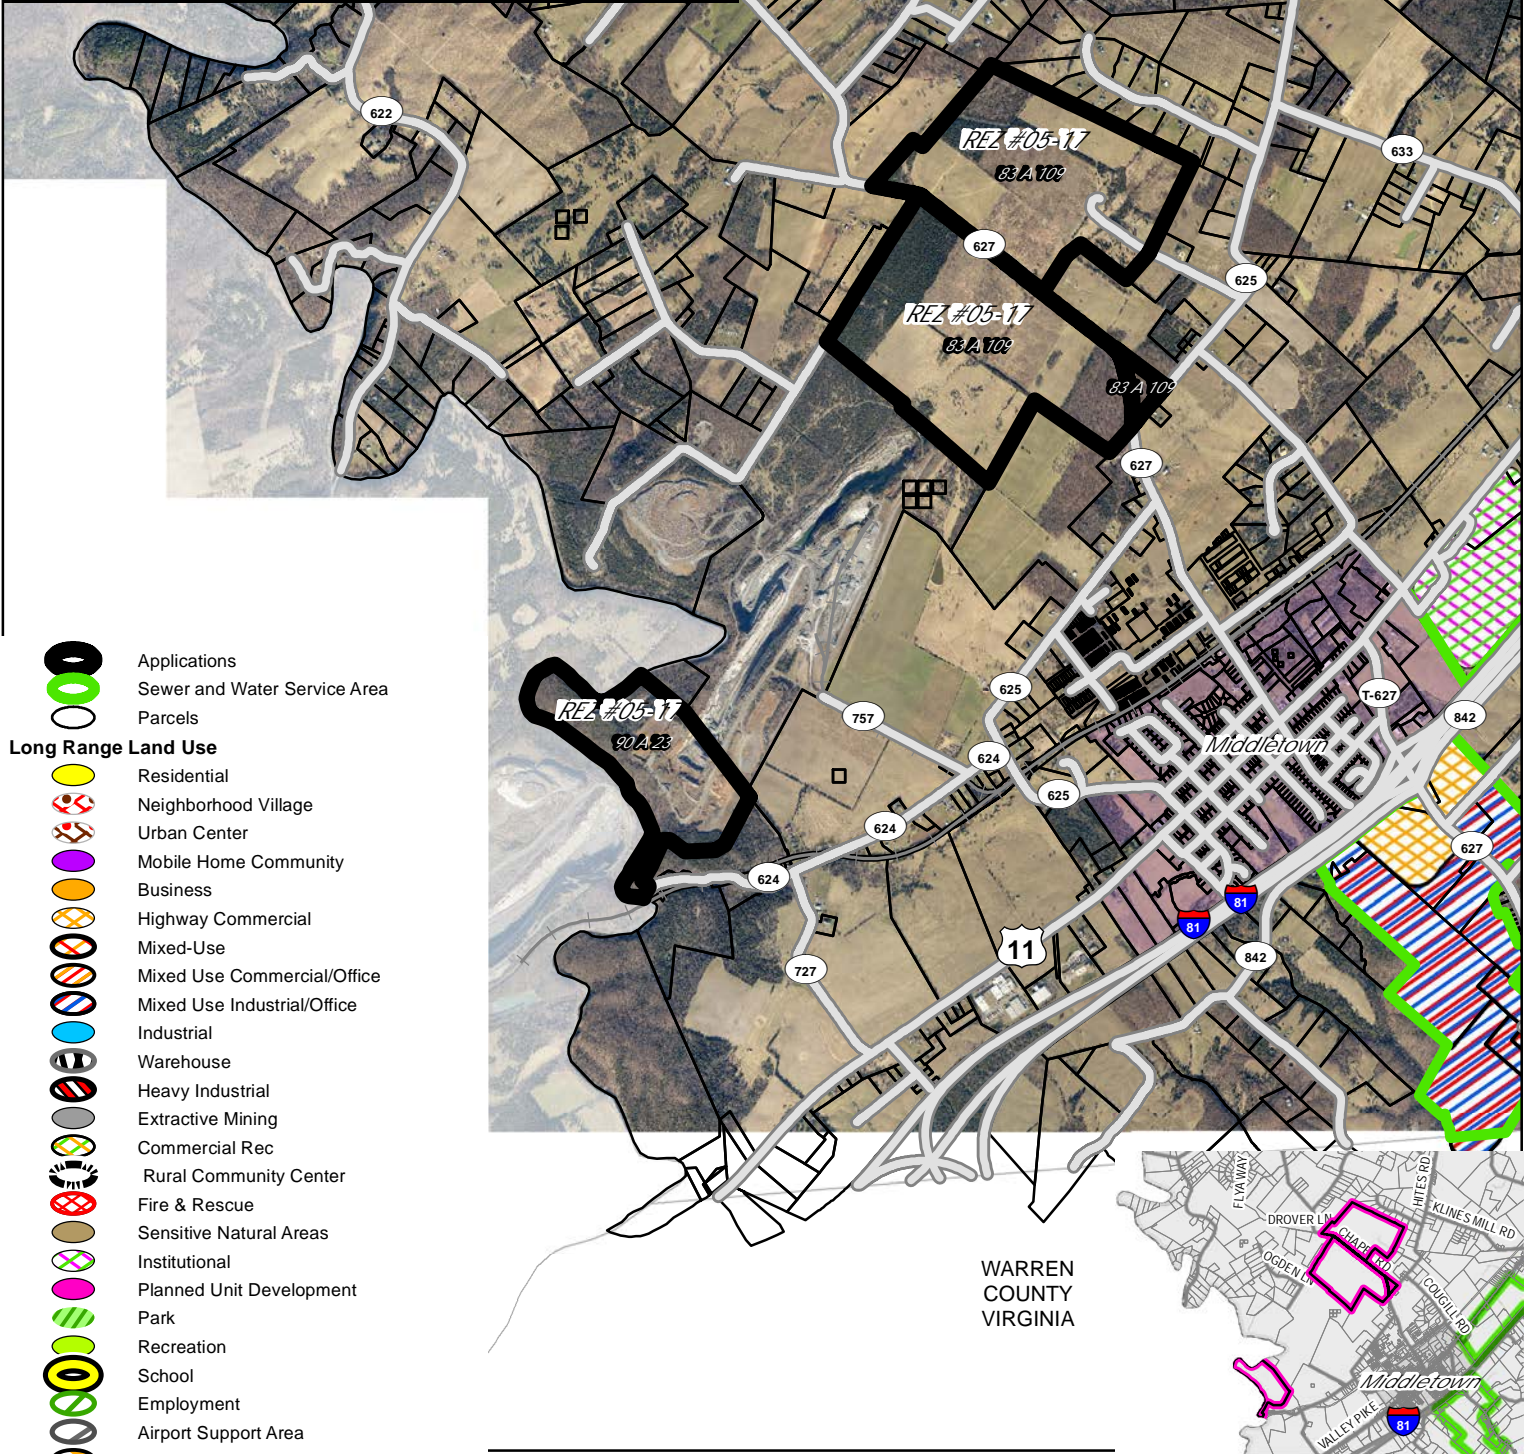 622
REZ #05-17
83 A 109
633
627
625
REZ #05-17
83 A 109
83 A 109
627
REZ #05-17
90 A 23
757
625
624
625
624
624
T-627
842
Middletown
627
81
81
11
842
727
Applications
Sewer and Water Service Area
Parcels
Long Range Land Use
Residential
Neighborhood Village
Urban Center
Mobile Home Community
Business
Highway Commercial
Mixed-Use
Mixed Use Commercial/Office
Mixed Use Industrial/Office
Industrial
Warehouse
Heavy Industrial
Extractive Mining
Commercial Rec
Rural Community Center
Fire & Rescue
Sensitive Natural Areas
Institutional
Planned Unit Development
Park
Recreation
School
Employment
Airport Support Area
WARREN
COUNTY
VIRGINIA
FLYAWAY
HITES RD
DROVER LN
KLINES MILL RD
OGDEN LN
COUGILL RD
Middletown
VALLEY PIKE
81